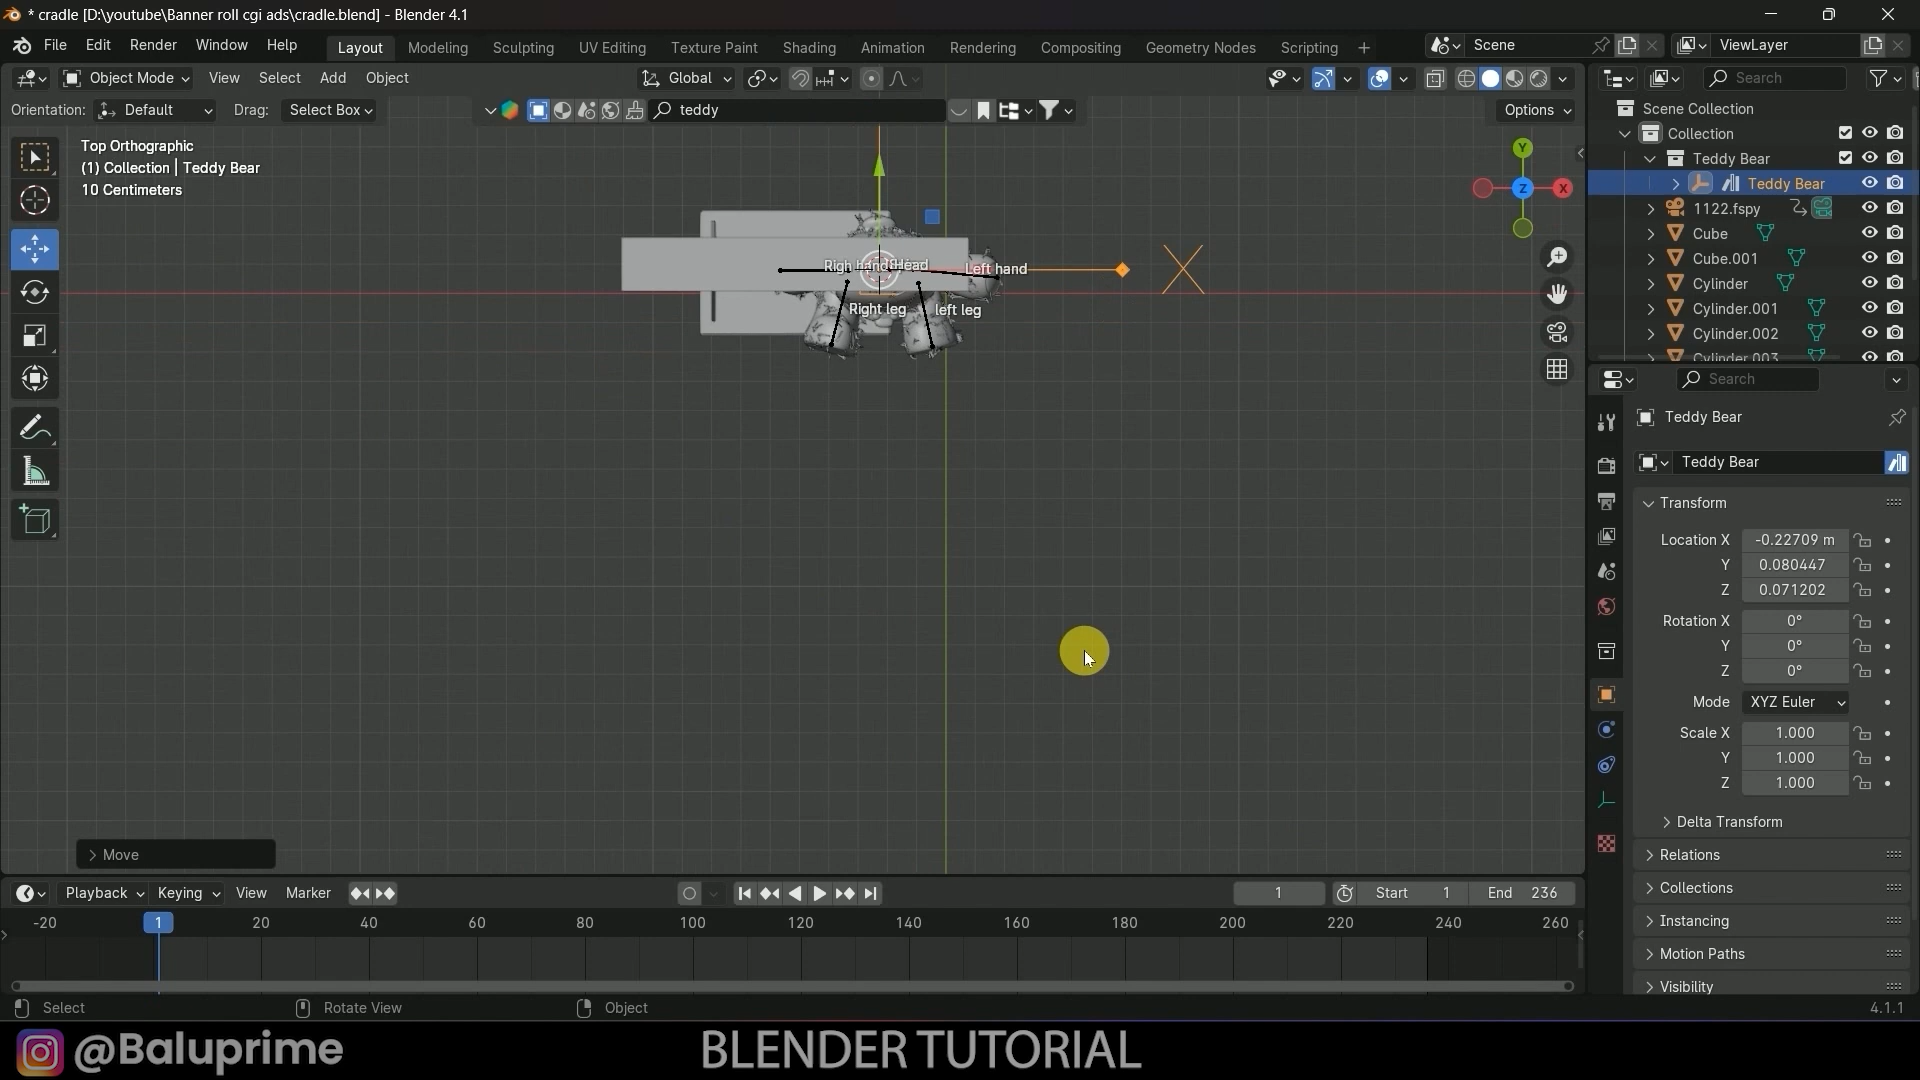 * cradle [D:\youtube\Banner roll cgi ads\cradle.blend] - Blender 4.1
File Edit Render Window Help Layout Modeling Sculpting UV Editing Texture Paint Shading Animation Rendering Compositing Geometry Nodes Scripting + Scene ViewLayer
Object Mode View Select Add Object Global Search
Orientation: Default Drag: Select Box teddy Options
Top Orthographic
(1) Collection | Teddy Bear
10 Centimeters
Y
X
Z
Head
Left hand
Right leg
left leg
Scene Collection
Collection
Teddy Bear
Teddy Bear
1122.fspy
Cube
Cube.001
Cylinder
Cylinder.001
Cylinder.002
Cylinder.003
Search
Teddy Bear
Teddy Bear
Transform
Location X -0.22709 m
Y 0.080447
Z 0.071202
Rotation X 0°
Y 0°
Z 0°
Mode XYZ Euler
Scale X 1.000
Y 1.000
Z 1.000
Delta Transform
Relations
Collections
Instancing
Motion Paths
Visibility
Move
Playback Keying View Marker 1 Start 1 End 236
-20 1 20 40 60 80 100 120 140 160 180 200 220 240 260
Select Rotate View Object 4.1.1
@Baluprime BLENDER TUTORIAL